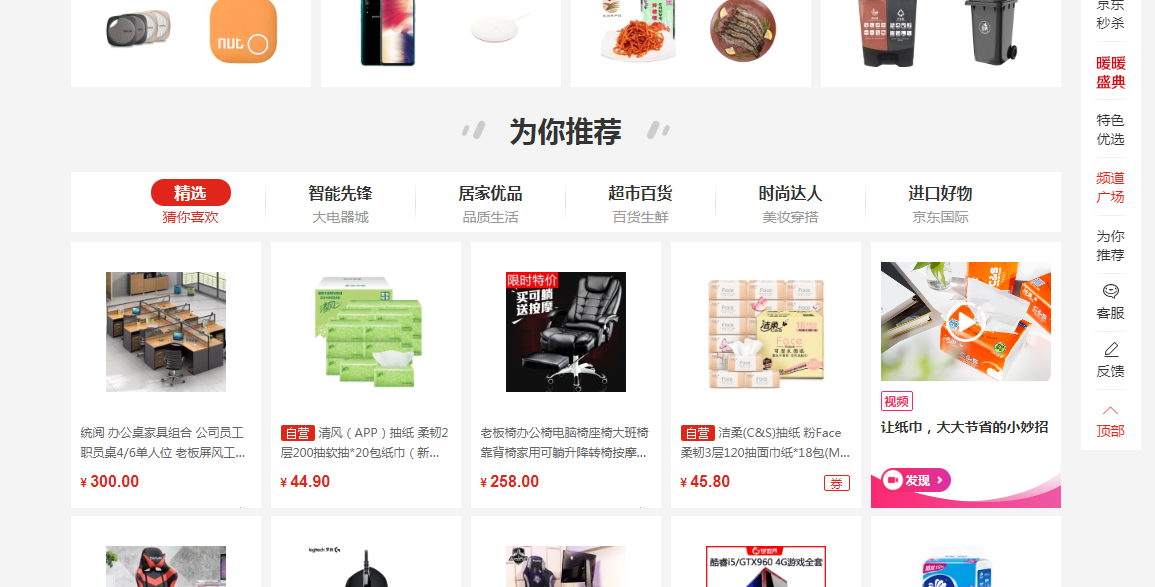 nut
京东
秒杀
暖暖
盛典
特色
优选
频道
广场
为你
推荐
客服
反馈
顶部
为你推荐
精选
猜你喜欢
智能先锋
大电器城
居家优品
品质生活
超市百货
百货生鲜
时尚达人
美妆穿搭
进口好物
京东国际
限时特价
买可躺
送按摩
洁柔
Face
C&S
统阅 办公桌家具组合 公司员工
职员桌4/6单人位 老板屏风工...
¥ 300.00
自营 清风（APP）抽纸 柔韧2
层200抽软抽*20包纸巾（新...
¥ 44.90
老板椅办公椅电脑椅座椅大班椅
靠背椅家用可躺升降转椅按摩...
¥ 258.00
自营 洁柔(C&S)抽纸 粉Face
柔韧3层120抽面巾纸*18包(M...
¥ 45.80
券
视频
让纸巾，大大节省的小妙招
发现
logitech
酷睿i5/GTX960 4G游戏全套